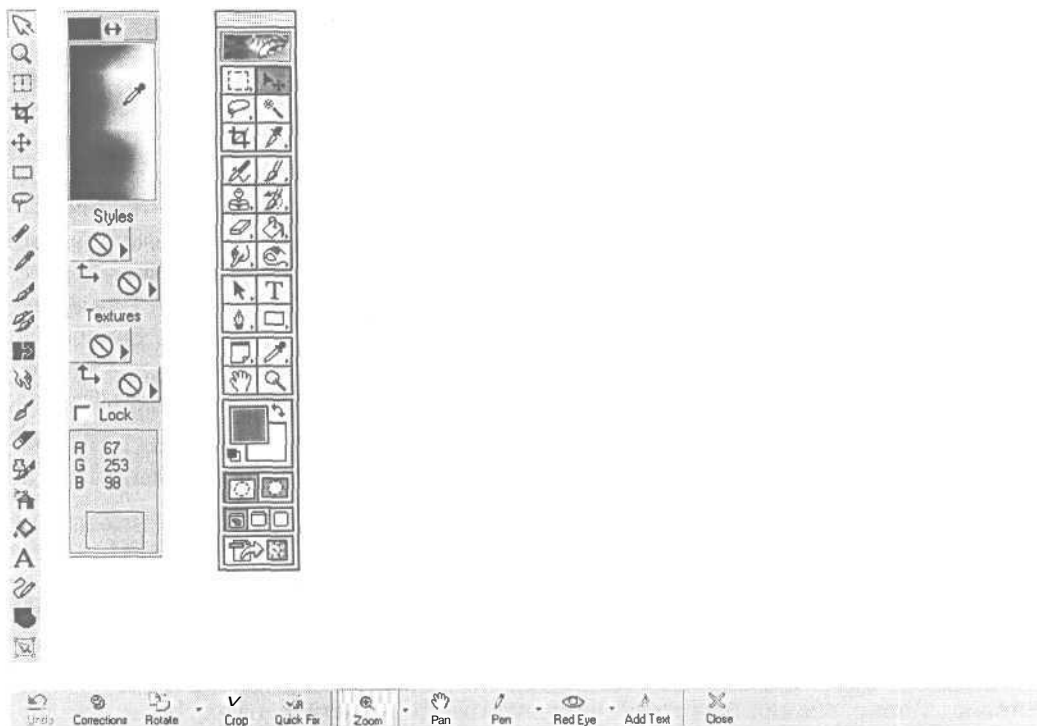 Styles
Textures
Lock
R 67
G 253
B 98
T
A
Undo Corrections Rotate Crop Quick Fix Zoom Pan Pen Red Eye Add Text Close